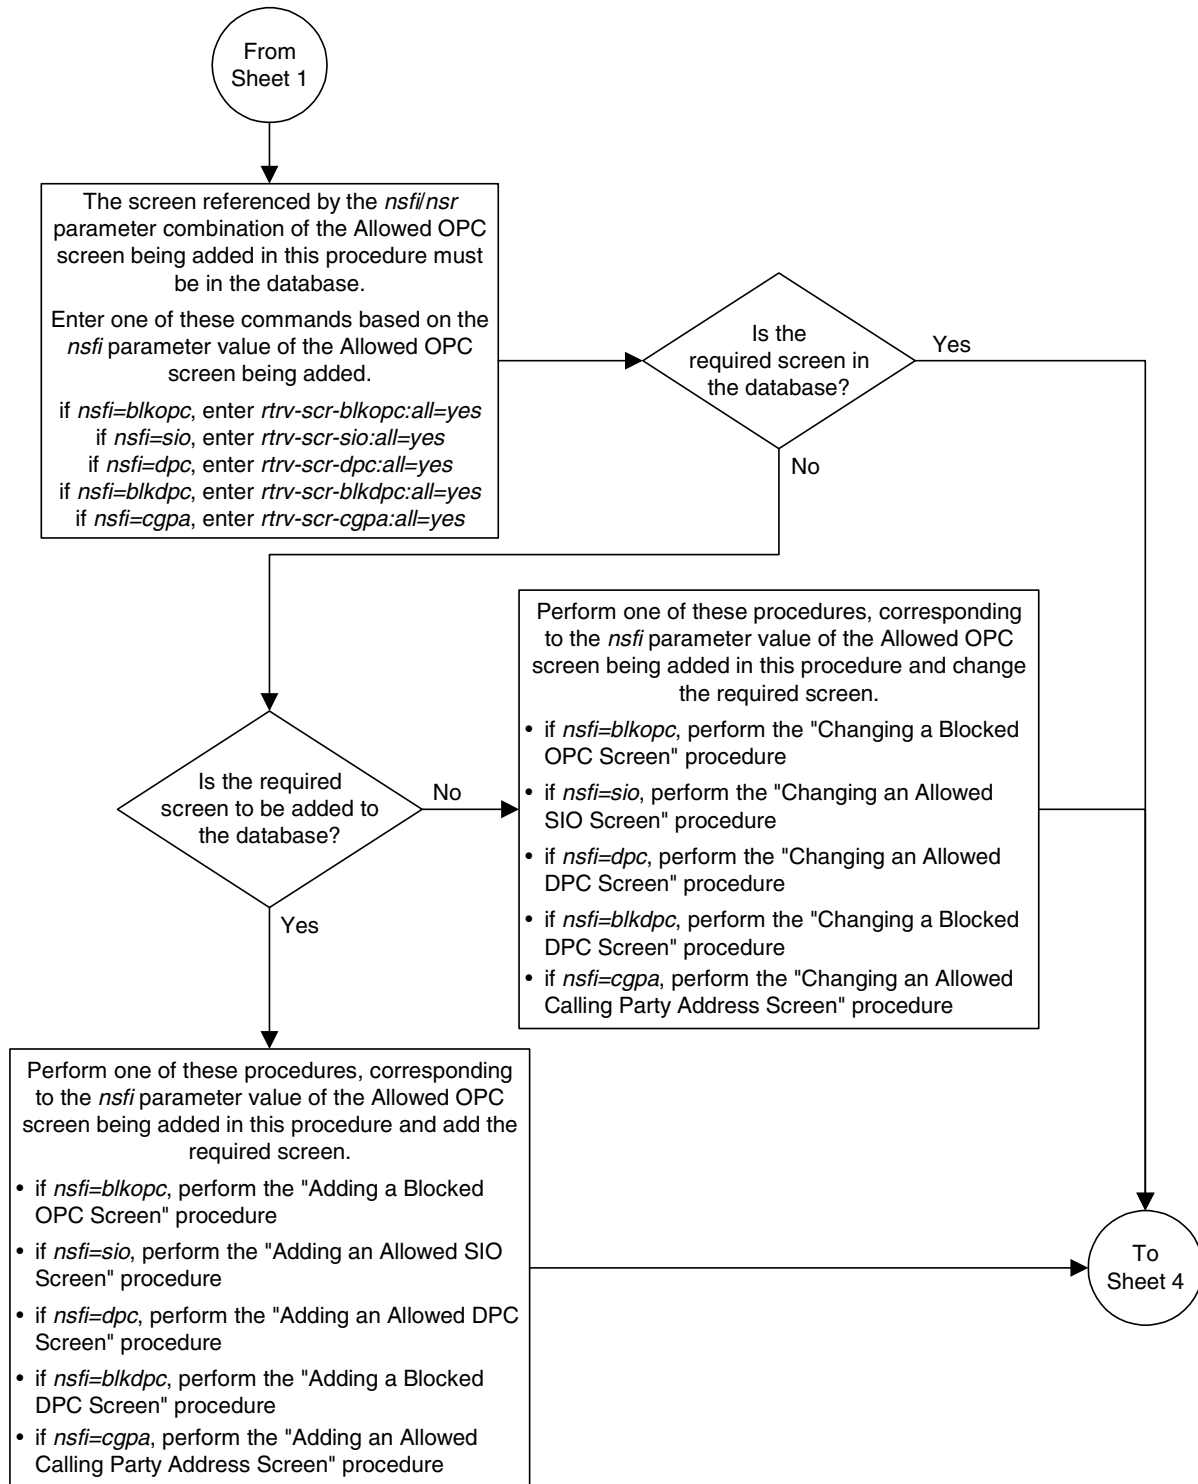 From
Sheet 1
The screen referenced by the nsfi/nsr
parameter combination of the Allowed OPC
screen being added in this procedure must
be in the database.
Enter one of these commands based on the
nsfi parameter value of the Allowed OPC
screen being added.
if nsfi=blkopc, enter rtrv-scr-blkopc:all=yes
if nsfi=sio, enter rtrv-scr-sio:all=yes
if nsfi=dpc, enter rtrv-scr-dpc:all=yes
if nsfi=blkdpc, enter rtrv-scr-blkdpc:all=yes
if nsfi=cgpa, enter rtrv-scr-cgpa:all=yes
Is the
required screen in
the database?
Yes
No
Is the required
screen to be added to
the database?
No
Yes
Perform one of these procedures, corresponding
to the nsfi parameter value of the Allowed OPC
screen being added in this procedure and change
the required screen.
• if nsfi=blkopc, perform the "Changing a Blocked
OPC Screen" procedure
• if nsfi=sio, perform the "Changing an Allowed
SIO Screen" procedure
• if nsfi=dpc, perform the "Changing an Allowed
DPC Screen" procedure
• if nsfi=blkdpc, perform the "Changing a Blocked
DPC Screen" procedure
• if nsfi=cgpa, perform the "Changing an Allowed
Calling Party Address Screen" procedure
Perform one of these procedures, corresponding
to the nsfi parameter value of the Allowed OPC
screen being added in this procedure and add the
required screen.
• if nsfi=blkopc, perform the "Adding a Blocked
OPC Screen" procedure
• if nsfi=sio, perform the "Adding an Allowed SIO
Screen" procedure
• if nsfi=dpc, perform the "Adding an Allowed DPC
Screen" procedure
• if nsfi=blkdpc, perform the "Adding a Blocked
DPC Screen" procedure
• if nsfi=cgpa, perform the "Adding an Allowed
Calling Party Address Screen" procedure
To
Sheet 4